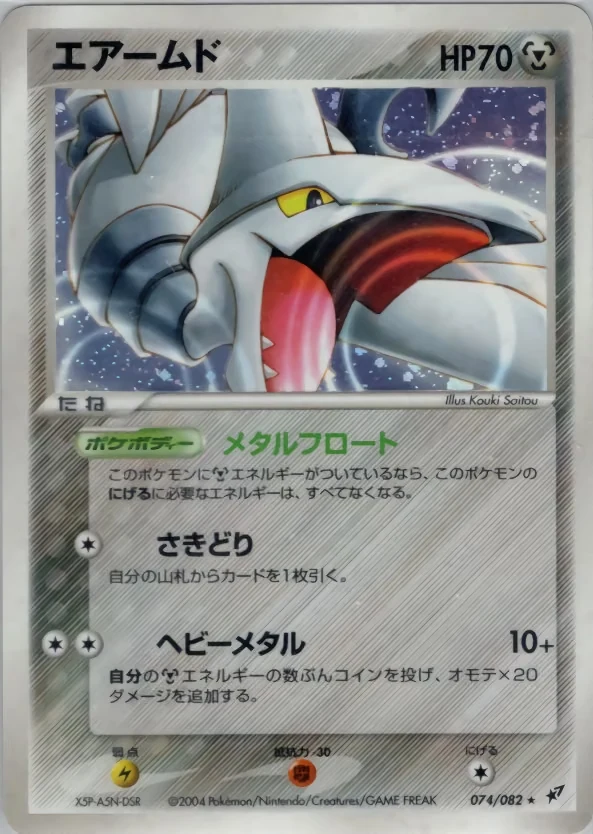 エアームド HP70
たね
Illus. Kouki Saitou
ポケボディー メタルフロート
このポケモンにエネルギーがついているなら、このポケモンの
にげるに必要なエネルギーは、すべてなくなる。
さきどり
自分の山札からカードを1枚引く。
ヘビーメタル 10+
自分のエネルギーの数ぶんコインを投げ、オモテ×20
ダメージを追加する。
弱点 抵抗力 -30 にげる
X5P-A5N-DSR ©2004 Pokémon/Nintendo/Creatures/GAME FREAK 074/082 ★